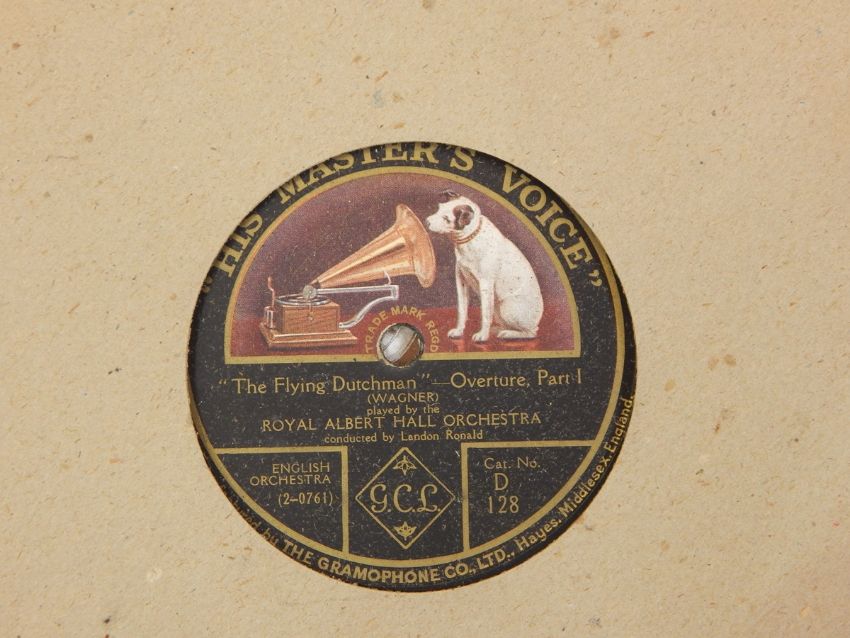 "HIS MASTER'S VOICE"
TRADE MARK REGD
"The Flying Dutchman"—Overture, Part I
(WAGNER)
played by the
ROYAL ALBERT HALL ORCHESTRA
conducted by Landon Ronald
ENGLISH
ORCHESTRA
(2-0761)
G.C.L.
Cat. No.
D
128
by THE GRAMOPHONE CO., LTD., Hayes. Middlesex. England.